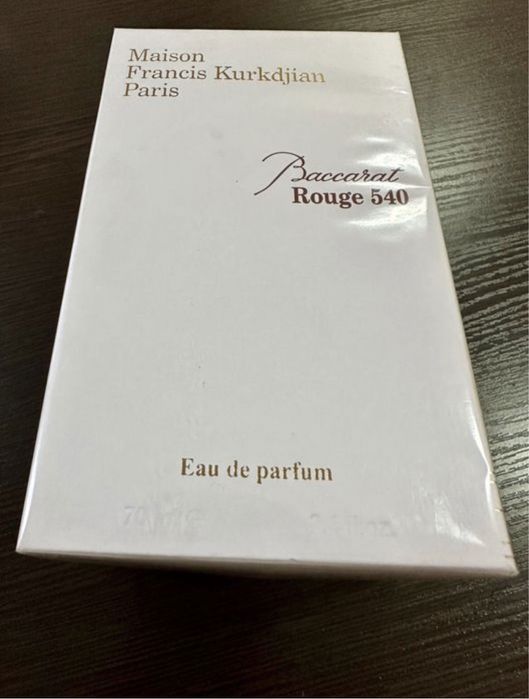 Maison
Francis Kurkdjian
Paris
Baccarat
Rouge 540
Eau de parfum